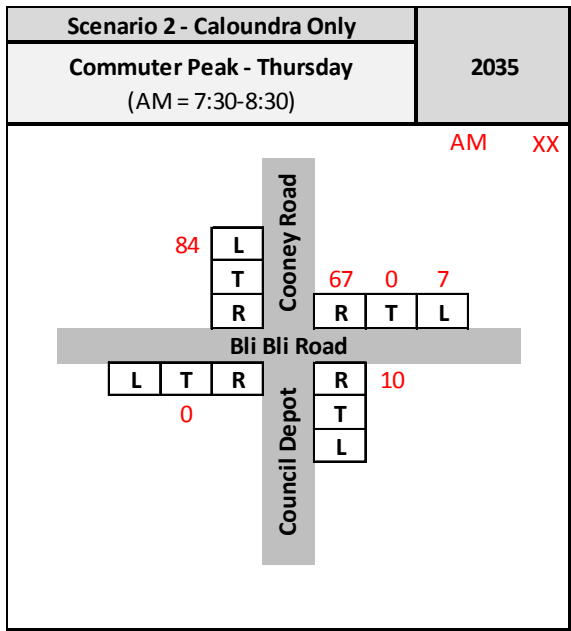 Scenario 2 - Caloundra Only
Commuter Peak - Thursday
(AM = 7:30-8:30)
2035
AM XX
Cooney Road
84 L
T
R
67 0 7
R T L
Bli Bli Road
L T R
0
Council Depot
R 10
T
L